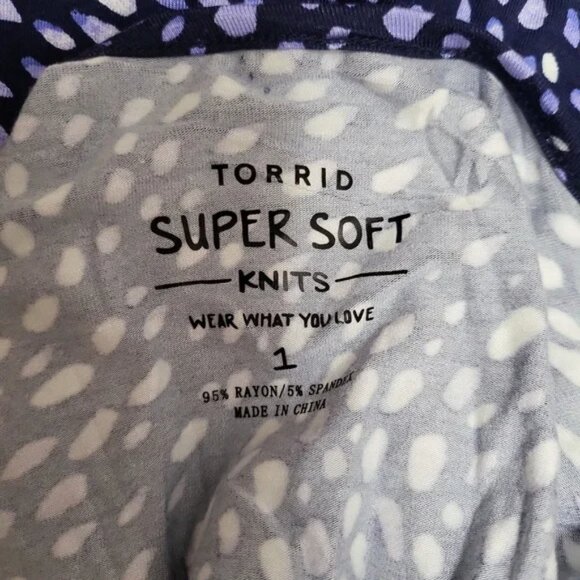 TORRID
SUPER SOFT
KNITS
WEAR WHAT YOU LOVE
1
95% RAYON/5% SPANDEX
MADE IN CHINA